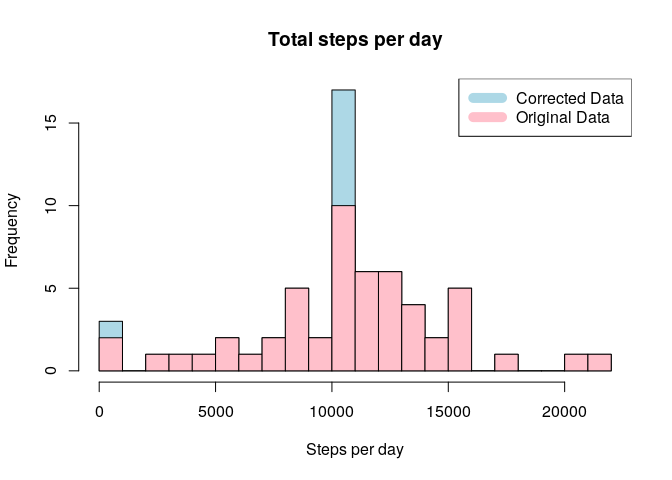 Total steps per day
Corrected Data
Original Data
Frequency
15
10
5
0
0 5000 10000 15000 20000
Steps per day